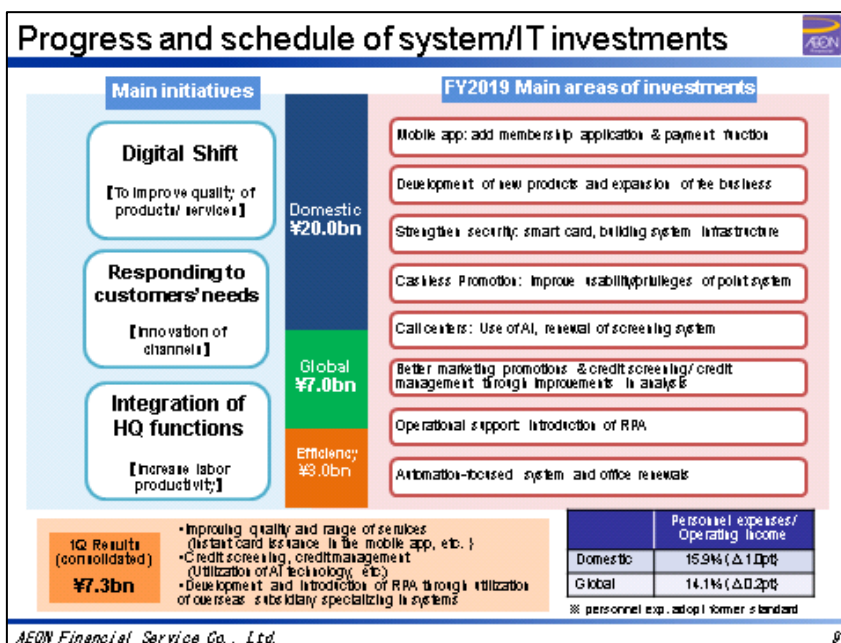 Progress and schedule of system/IT investments
AEON
Financial
Main initiatives
FY2019 Main areas of investments
Digital Shift
【To improve quality of
products/ services】
Responding to
customers' needs
【Innovation of
channels】
Integration of
HQ functions
【Increase labor
productivity】
Domestic
¥20.0bn
Global
¥7.0bn
Efficiency
¥3.0bn
Mobile app: add membership application & payment function
Development of new products and expansion of fee business
Strengthen security: smart card, building system infrastructure
Cashless Promotion: Improve usability/privileges of point system
Call centers: Use of AI, renewal of screening system
Better marketing promotions & credit screening/ credit
management through improvements in analysis
Operational support: Introduction of RPA
Automation-focused system and office renewals
1Q Results
(consolidated)
¥7.3bn
•Improving quality and range of services
(Instant card issuance in the mobile app, etc. )
•Credit screening, credit management
(Utilization of AI technology, etc.)
•Development and Introduction of RPA through utilization
of overseas subsidiary specializing in systems
Personnel expenses/
Operating Income
Domestic 15.9% (Δ1.0pt)
Global 14.1% (Δ0.2pt)
※ personnel exp. adopt former standard
AEON Financial Service Co., Ltd.
9